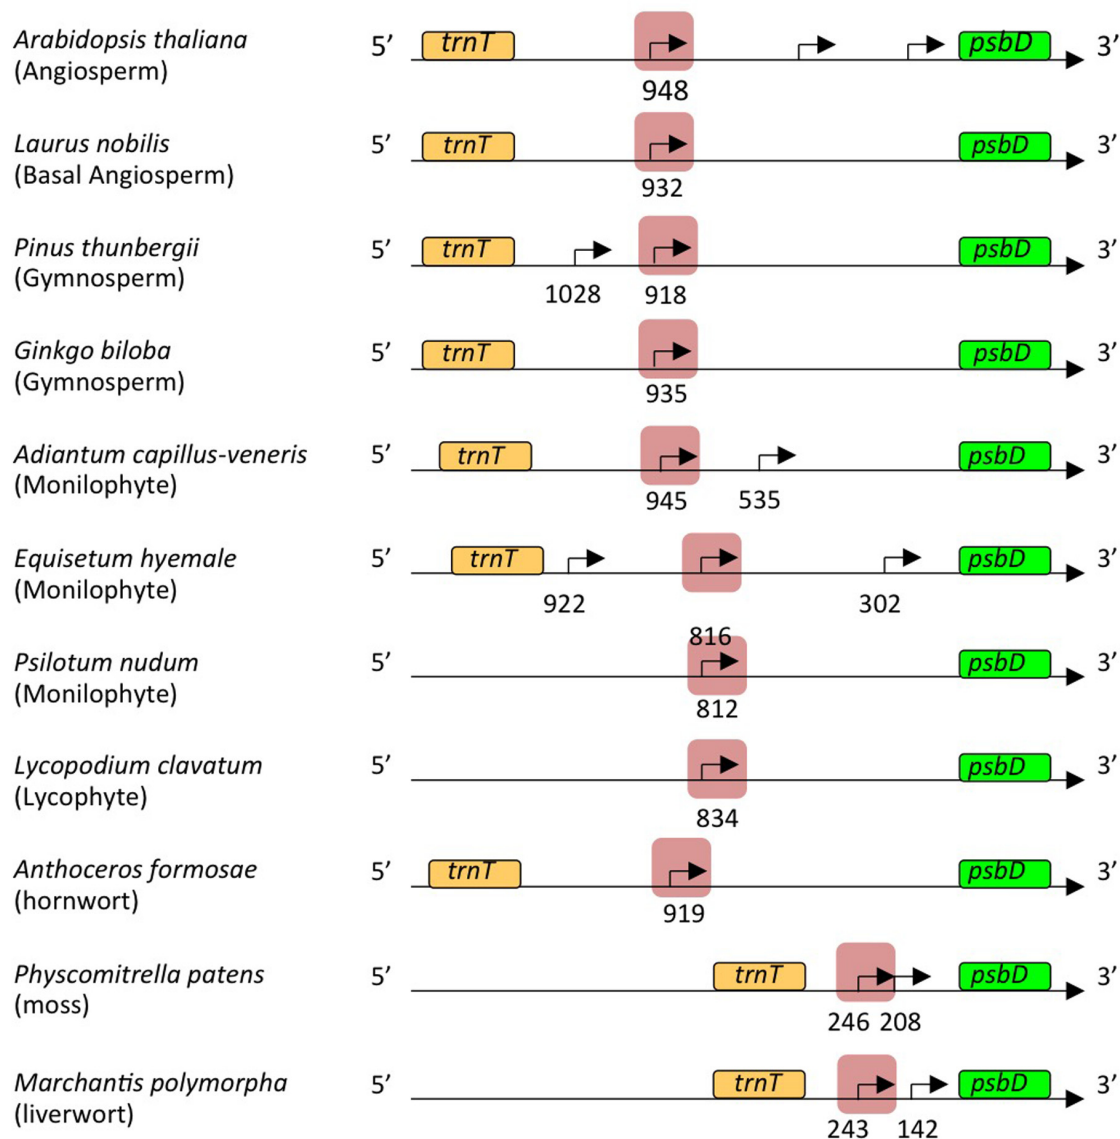 Arabidopsis thaliana 5’ trnT psbD 3’
(Angiosperm)
948
Laurus nobilis 5’ trnT psbD 3’
(Basal Angiosperm)
932
Pinus thunbergii 5’ trnT psbD 3’
(Gymnosperm)
1028 918
Ginkgo biloba 5’ trnT psbD 3’
(Gymnosperm)
935
Adiantum capillus-veneris 5’ trnT psbD 3’
(Monilophyte)
945 535
Equisetum hyemale 5’ trnT psbD 3’
(Monilophyte)
922 302
816
Psilotum nudum 5’ psbD 3’
(Monilophyte)
812
Lycopodium clavatum 5’ psbD 3’
(Lycophyte)
834
Anthoceros formosae 5’ trnT psbD 3’
(hornwort)
919
Physcomitrella patens 5’ trnT psbD 3’
(moss)
246 208
Marchantis polymorpha 5’ trnT psbD 3’
(liverwort)
243 142